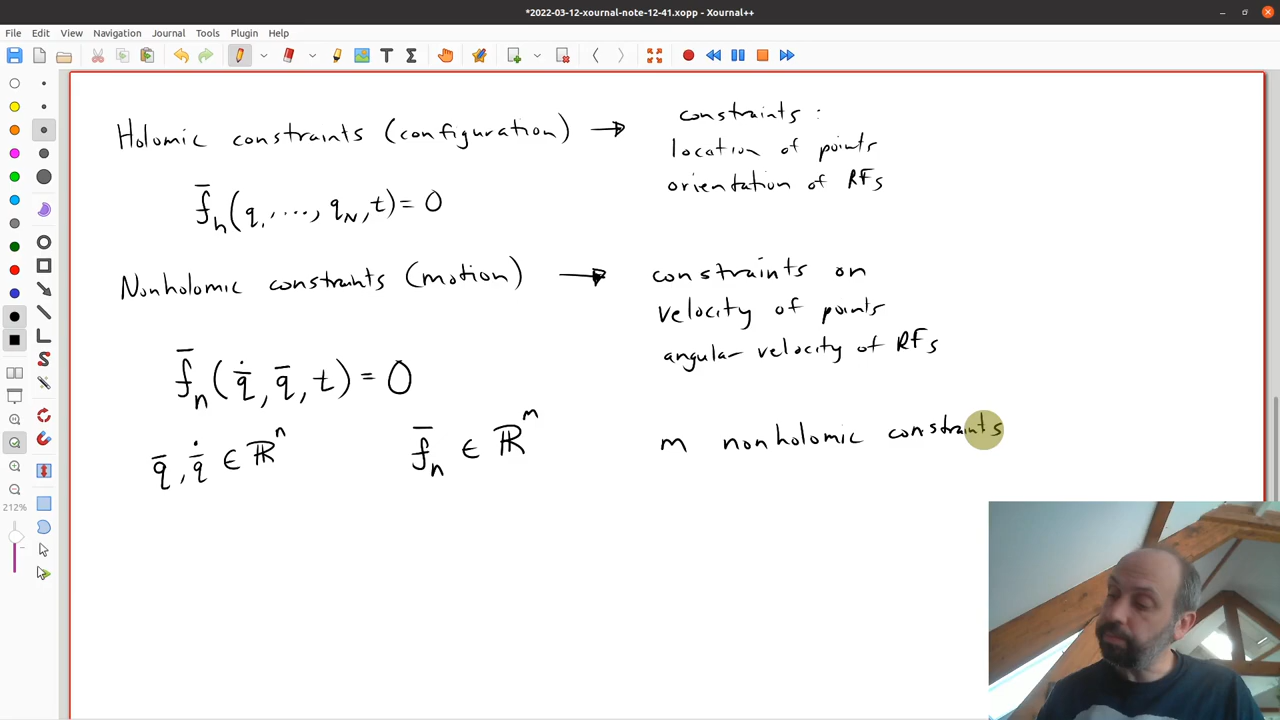 *2022-03-12-xournal-note-12-41.xopp - Xournal++
File Edit View Navigation Journal Tools Plugin Help
Holomic constraints (configuration) →
constraints :
location of points
orientation of RFs
f̄ₕ(q, ..., q_N, t) = 0
Nonholomic constraints (motion) →
constraints on
velocity of points
angular velocity of RFs
f̄ₙ(q̄̇, q̄, t) = 0
q̄, q̄̇ ∈ ℝⁿ
f̄ₙ ∈ ℝᵐ
m nonholomic constraints
212%